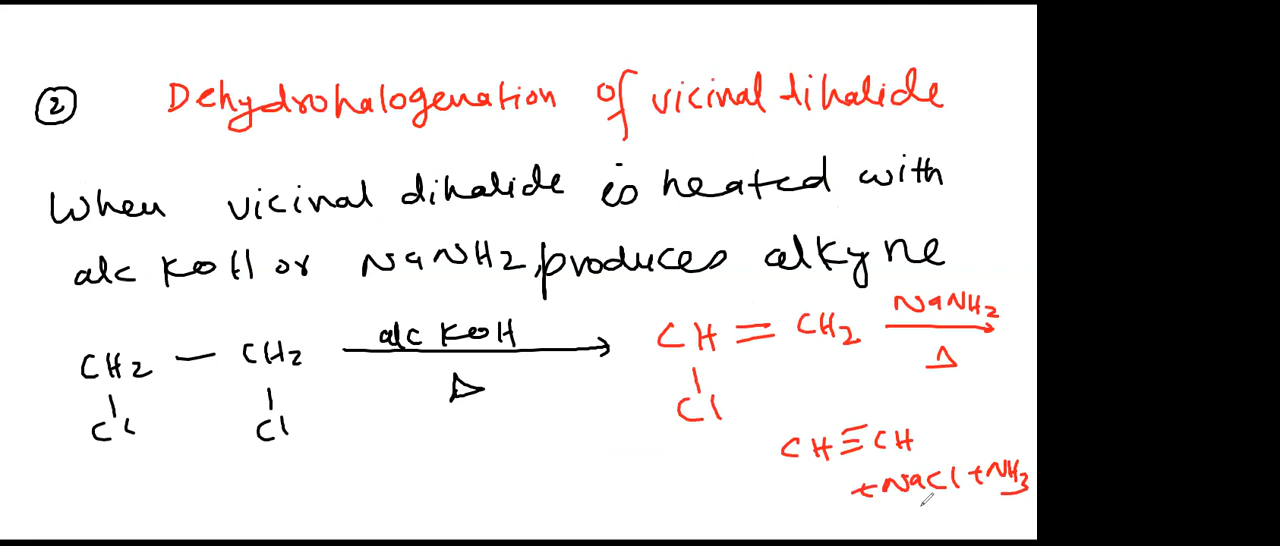 ② Dehydrohalogenation of vicinal dihalide
When vicinal dihalide is heated with
alc KOH or NaNH2, produces alkyne
CH2 — CH2 alc KOH Δ CH = CH2 NaNH2 Δ
Cl Cl Cl
CH≡CH
+NaCl+NH3